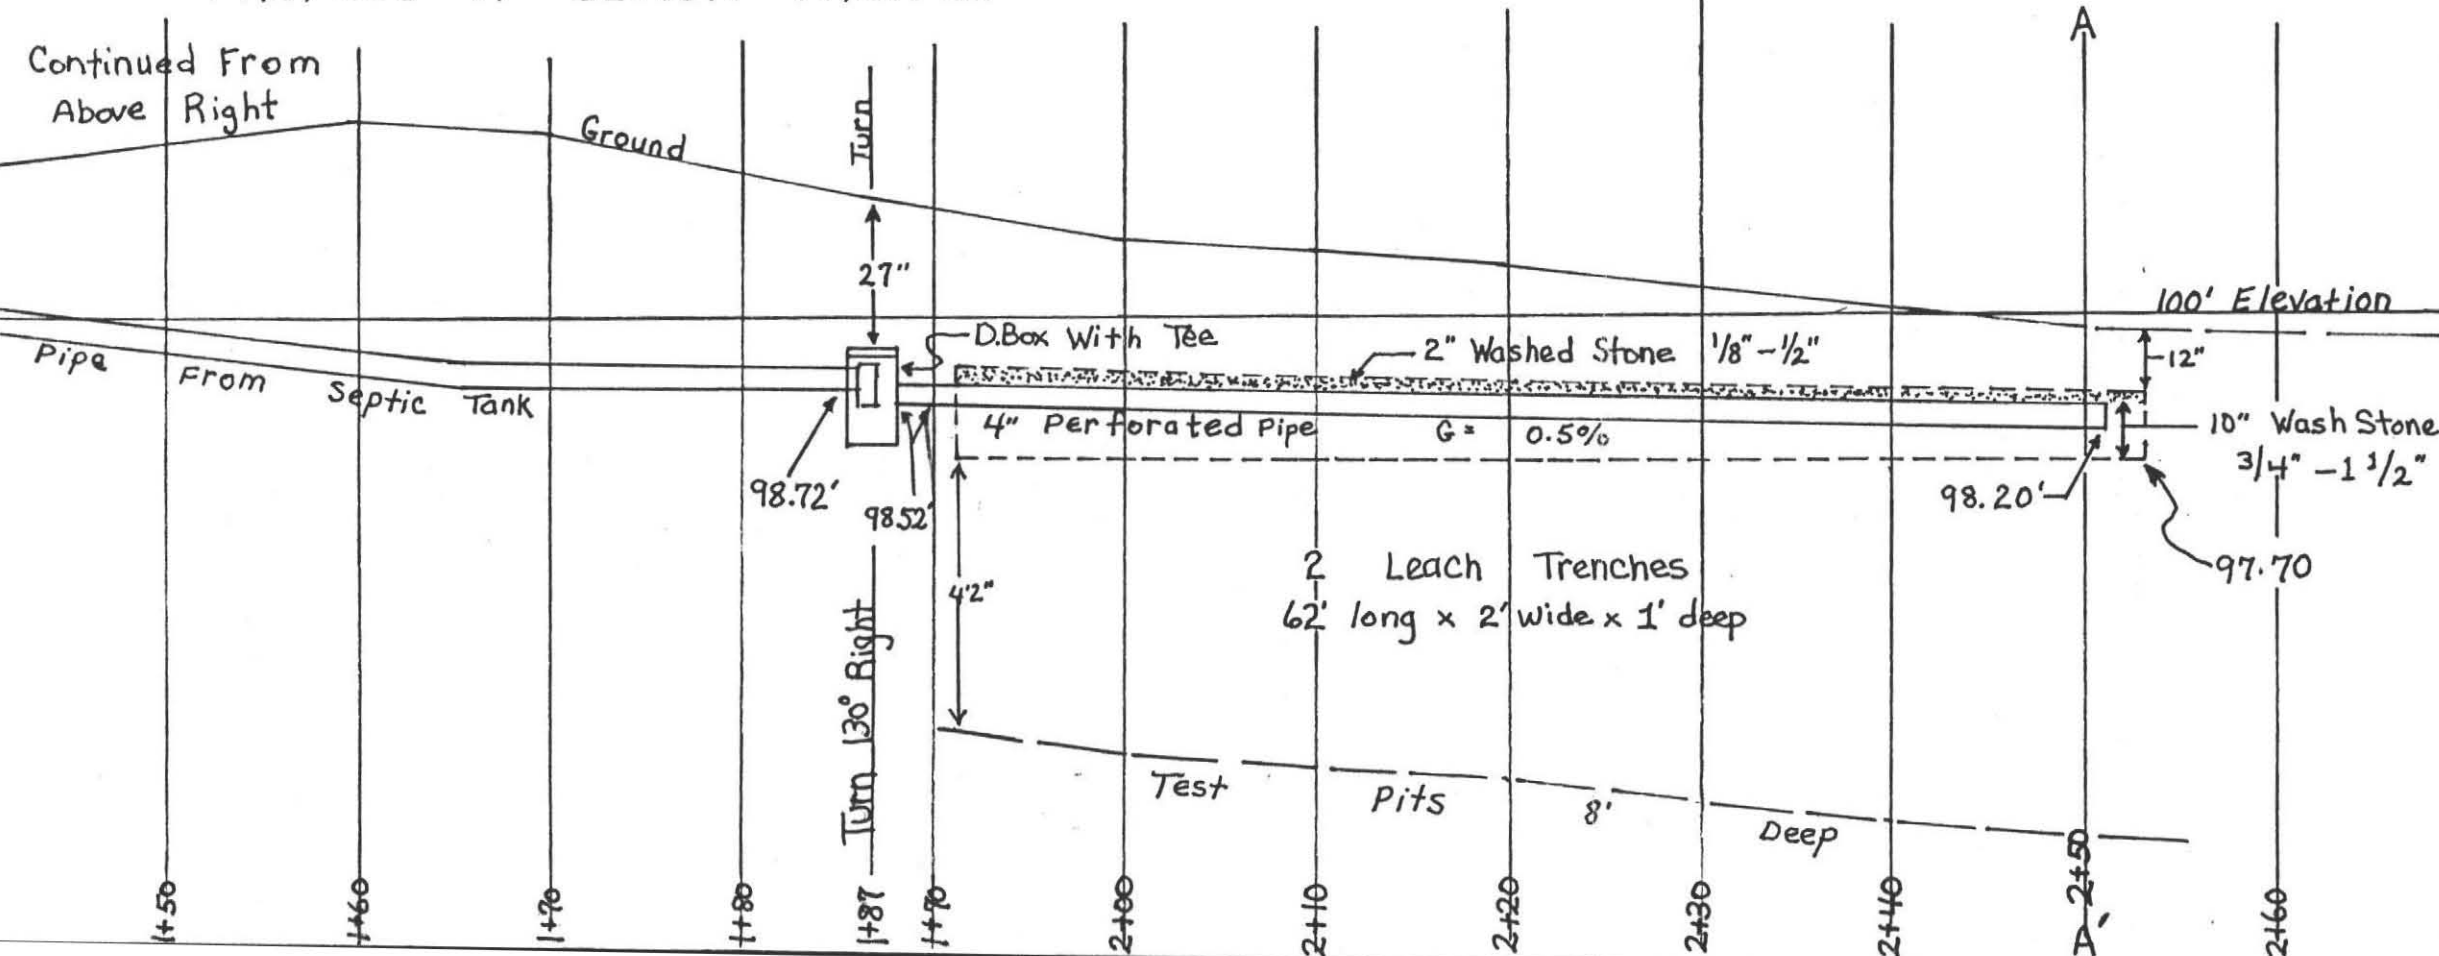 Continued From
Above Right
Ground
Turn
27"
100' Elevation
D.Box With Tee
2" Washed Stone 1/8" - 1/2"
12"
Pipe From Septic Tank
4" Perforated Pipe G = 0.5%
10" Wash Stone
3/4" - 1 1/2"
98.72'
98.52'
98.20'
97.70
4'2"
2 Leach Trenches
62' long x 2' wide x 1' deep
Turn 130° Right
Test Pits 8' Deep
1+50
1+60
1+70
1+80
1+87
1+70
2+00
2+10
2+20
2+30
2+40
2+50
2+60
A
A'